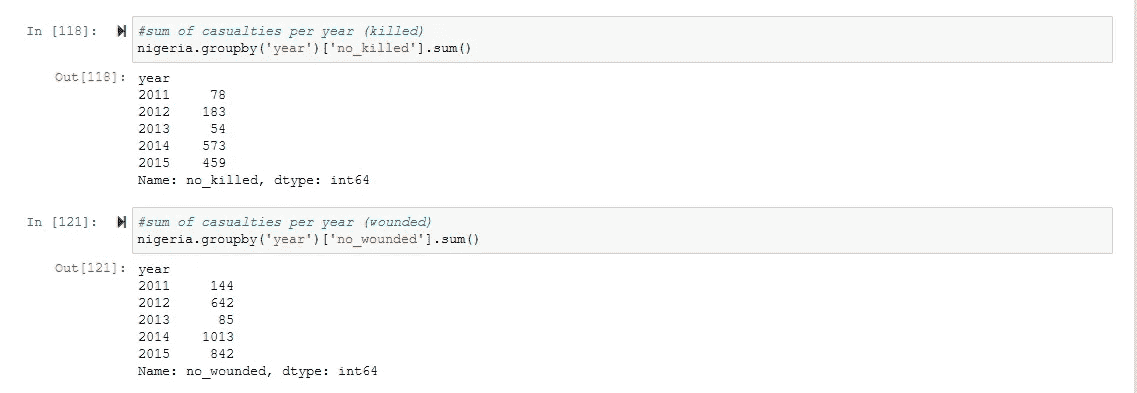 In [118]: #sum of casualties per year (killed)
nigeria.groupby('year')['no_killed'].sum()
Out[118]: year
2011 78
2012 183
2013 54
2014 573
2015 459
Name: no_killed, dtype: int64
In [121]: #sum of casualties per year (wounded)
nigeria.groupby('year')['no_wounded'].sum()
Out[121]: year
2011 144
2012 642
2013 85
2014 1013
2015 842
Name: no_wounded, dtype: int64